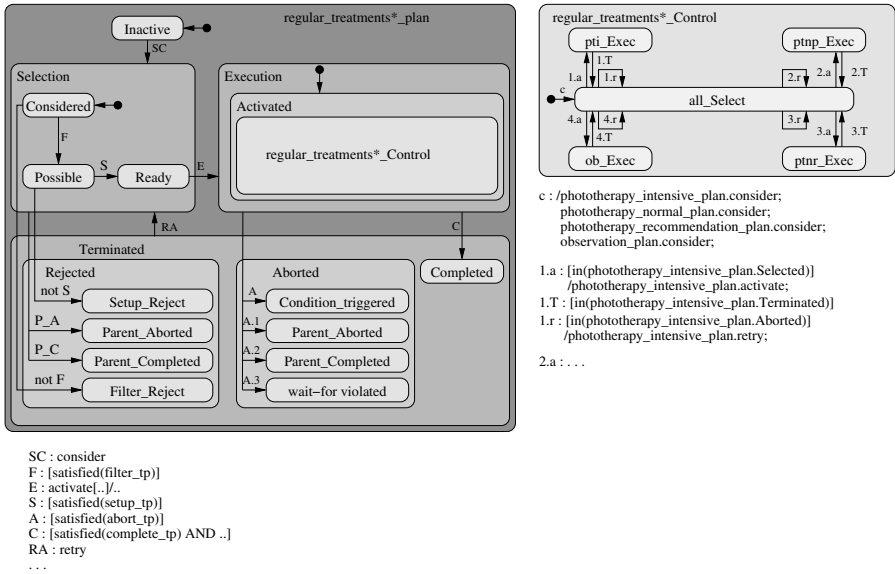 regular_treatments*_plan
Inactive
SC
Selection
Considered
F
Possible
S
Ready
E
Execution
Activated
regular_treatments*_Control
RA
C
Terminated
Rejected
not S
Setup_Reject
P_A
Parent_Aborted
P_C
Parent_Completed
not F
Filter_Reject
Aborted
A
Condition_triggered
A.1
Parent_Aborted
A.2
Parent_Completed
A.3
wait−for violated
Completed
SC : consider
F : [satisfied(filter_tp)]
E : activate[..]/..
S : [satisfied(setup_tp)]
A : [satisfied(abort_tp)]
C : [satisfied(complete_tp) AND ..]
RA : retry
. . .
regular_treatments*_Control
pti_Exec
ptnp_Exec
1.a
1.T
1.r
2.r
2.a
2.T
c
all_Select
4.a
4.r
4.T
3.r
3.a
3.T
ob_Exec
ptnr_Exec
c : /phototherapy_intensive_plan.consider;
phototherapy_normal_plan.consider;
phototherapy_recommendation_plan.consider;
observation_plan.consider;
1.a : [in(phototherapy_intensive_plan.Selected)]
/phototherapy_intensive_plan.activate;
1.T : [in(phototherapy_intensive_plan.Terminated)]
1.r : [in(phototherapy_intensive_plan.Aborted)]
/phototherapy_intensive_plan.retry;
2.a : . . .